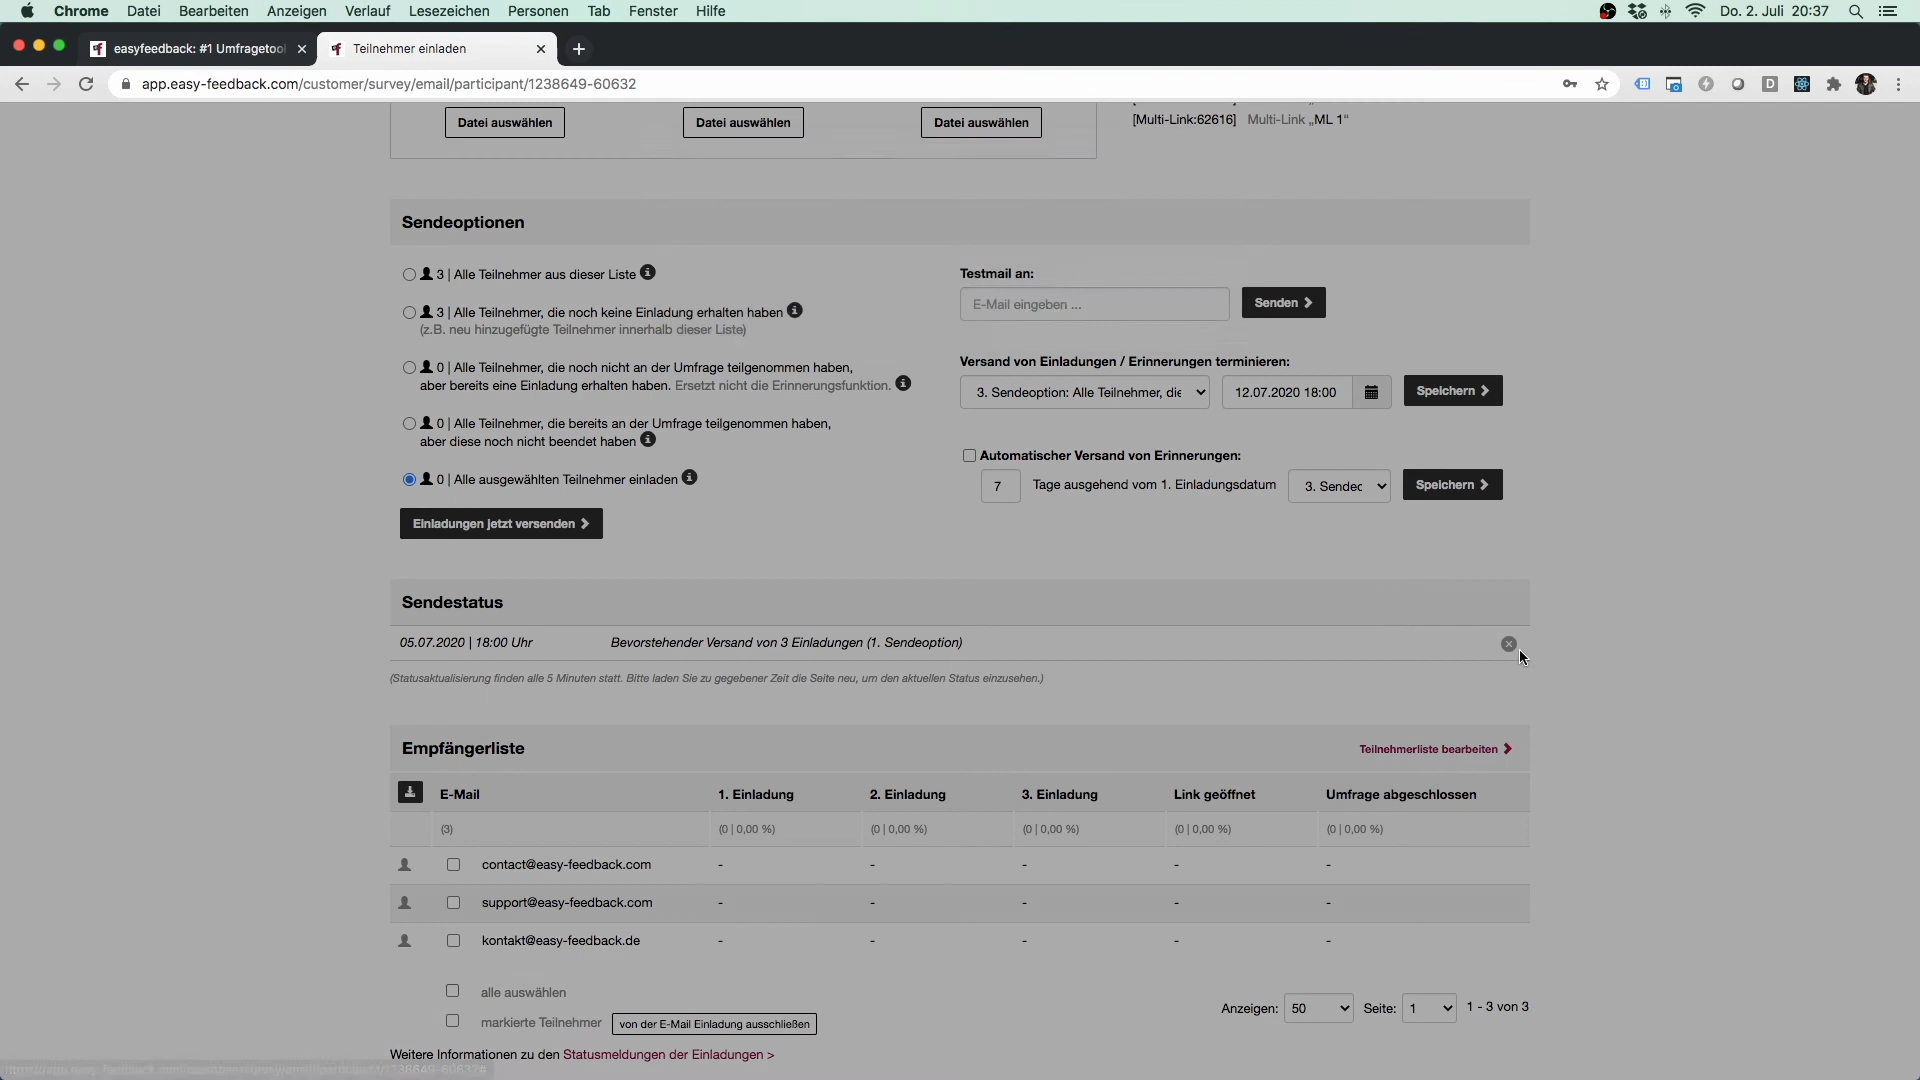 Chrome Datei Bearbeiten Anzeigen Verlauf Lesezeichen Personen Tab Fenster Hilfe Do. 2. Juli 20:37
easyfeedback: #1 Umfragetool Teilnehmer einladen
app.easy-feedback.com/customer/survey/email/participant/1238649-60632
Datei auswählen Datei auswählen Datei auswählen [Multi-Link:62616] Multi-Link „ML 1“
Sendeoptionen
3 | Alle Teilnehmer aus dieser Liste
Testmail an:
3 | Alle Teilnehmer, die noch keine Einladung erhalten haben
(z.B. neu hinzugefügte Teilnehmer innerhalb dieser Liste)
E-Mail eingeben ... Senden
0 | Alle Teilnehmer, die noch nicht an der Umfrage teilgenommen haben,
aber bereits eine Einladung erhalten haben. Ersetzt nicht die Erinnerungsfunktion.
Versand von Einladungen / Erinnerungen terminieren:
3. Sendeoption: Alle Teilnehmer, die 12.07.2020 18:00 Speichern
0 | Alle Teilnehmer, die bereits an der Umfrage teilgenommen haben,
aber diese noch nicht beendet haben
Automatischer Versand von Erinnerungen:
7 Tage ausgehend vom 1. Einladungsdatum 3. Sendec Speichern
0 | Alle ausgewählten Teilnehmer einladen
Einladungen jetzt versenden
Sendestatus
05.07.2020 | 18:00 Uhr Bevorstehender Versand von 3 Einladungen (1. Sendeoption)
(Statusaktualisierung finden alle 5 Minuten statt. Bitte laden Sie zu gegebener Zeit die Seite neu, um den aktuellen Status einzusehen.)
Empfängerliste Teilnehmerliste bearbeiten
E-Mail 1. Einladung 2. Einladung 3. Einladung Link geöffnet Umfrage abgeschlossen
(3) (0 | 0,00 %) (0 | 0,00 %) (0 | 0,00 %) (0 | 0,00 %) (0 | 0,00 %)
contact@easy-feedback.com - - - - -
support@easy-feedback.com - - - - -
kontakt@easy-feedback.de - - - - -
alle auswählen
markierte Teilnehmer von der E-Mail Einladung ausschließen
Anzeigen: 50 Seite: 1 1 - 3 von 3
Weitere Informationen zu den Statusmeldungen der Einladungen >